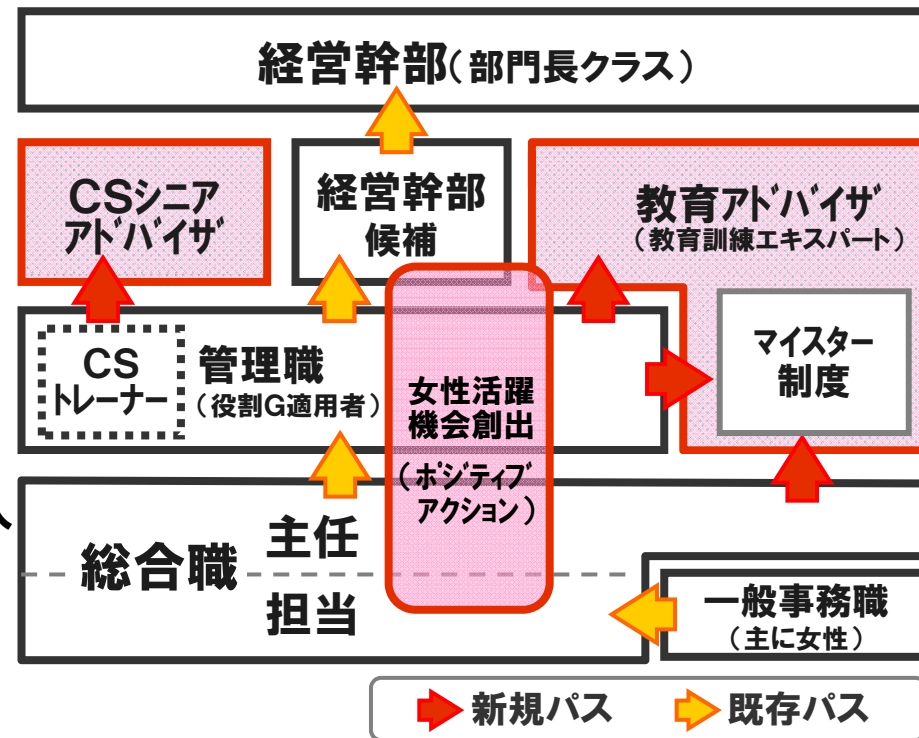 経営幹部(部門長クラス)
CSシニア
アドバイザ
経営幹部
候補
教育アドバイザ
(教育訓練エキスパート)
CS
トレーナー
管理職
(役割G適用者)
女性活躍
機会創出
(ポジティブ
アクション)
マイスター
制度
総合職
主任
担当
一般事務職
(主に女性)
新規パス
既存パス